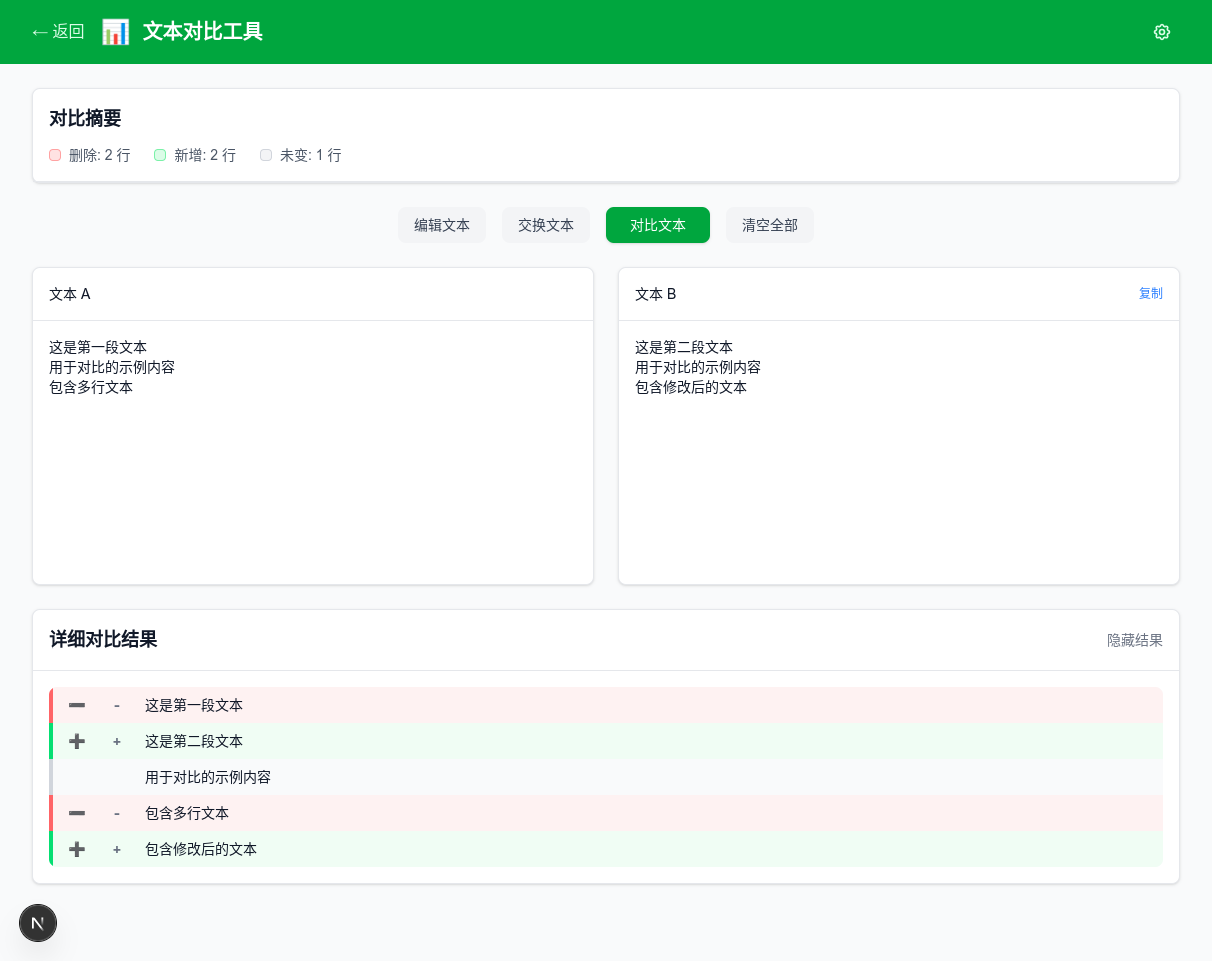 ← 返回 文本对比工具
对比摘要
删除: 2 行 新增: 2 行 未变: 1 行
编辑文本 交换文本 对比文本 清空全部
文本 A
这是第一段文本
用于对比的示例内容
包含多行文本
文本 B 复制
这是第二段文本
用于对比的示例内容
包含修改后的文本
详细对比结果 隐藏结果
➖ - 这是第一段文本
➕ + 这是第二段文本
用于对比的示例内容
➖ - 包含多行文本
➕ + 包含修改后的文本
N